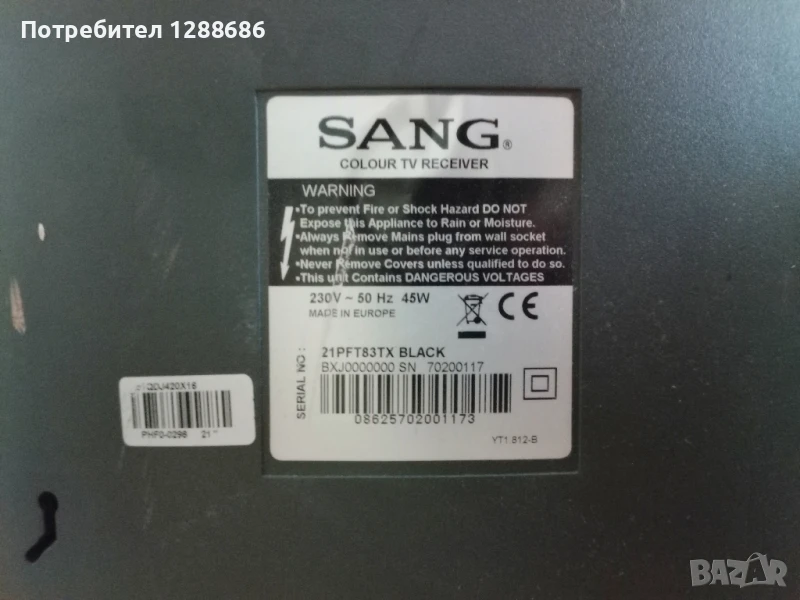 Потребител 1288686
SANG®
COLOUR TV RECEIVER
WARNING
•To prevent Fire or Shock Hazard DO NOT
Expose this Appliance to Rain or Moisture.
•Always Remove Mains plug from wall socket
when not in use or before any service operation.
•Never Remove Covers unless qualified to do so.
•This unit Contains DANGEROUS VOLTAGES
230V ~ 50 Hz 45W
MADE IN EUROPE
CE
SERIAL NO :
21PFT83TX BLACK
BXJ0000000 SN 70200117
08625702001173
YT1.812-B
PHF0-0296 21"
BAZAR